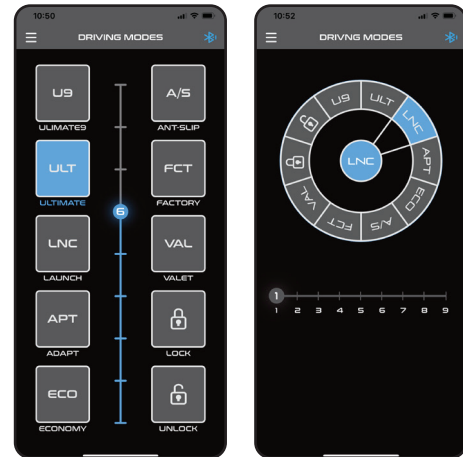 10:50
DRIVING MODES
U9
ULIMATE9
A/S
ANT-SLIP
ULT
ULTIMATE
FCT
FACTORY
6
LNC
LAUNCH
VAL
VALET
APT
ADAPT
LOCK
ECO
ECONOMY
UNLOCK
10:52
DRIVNG MODES
U9
ULT
LNC
APT
ECO
A/S
FCT
VAL
LNC
1
1 2 3 4 5 6 7 8 9